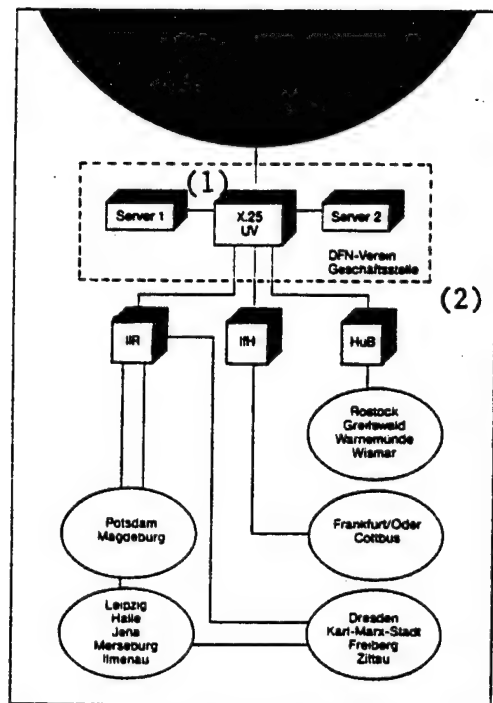 (1)
Server 1
X.25
UV
Server 2
DFN-Verein
Geschäftsstelle
(2)
IIR
IfH
HuB
Rostock
Greifswald
Warnemünde
Wismar
Potsdam
Magdeburg
Frankfurt/Oder
Cottbus
Leipzig
Halle
Jena
Merseburg
Ilmenau
Dresden
Karl-Marx-Stadt
Freiberg
Zittau